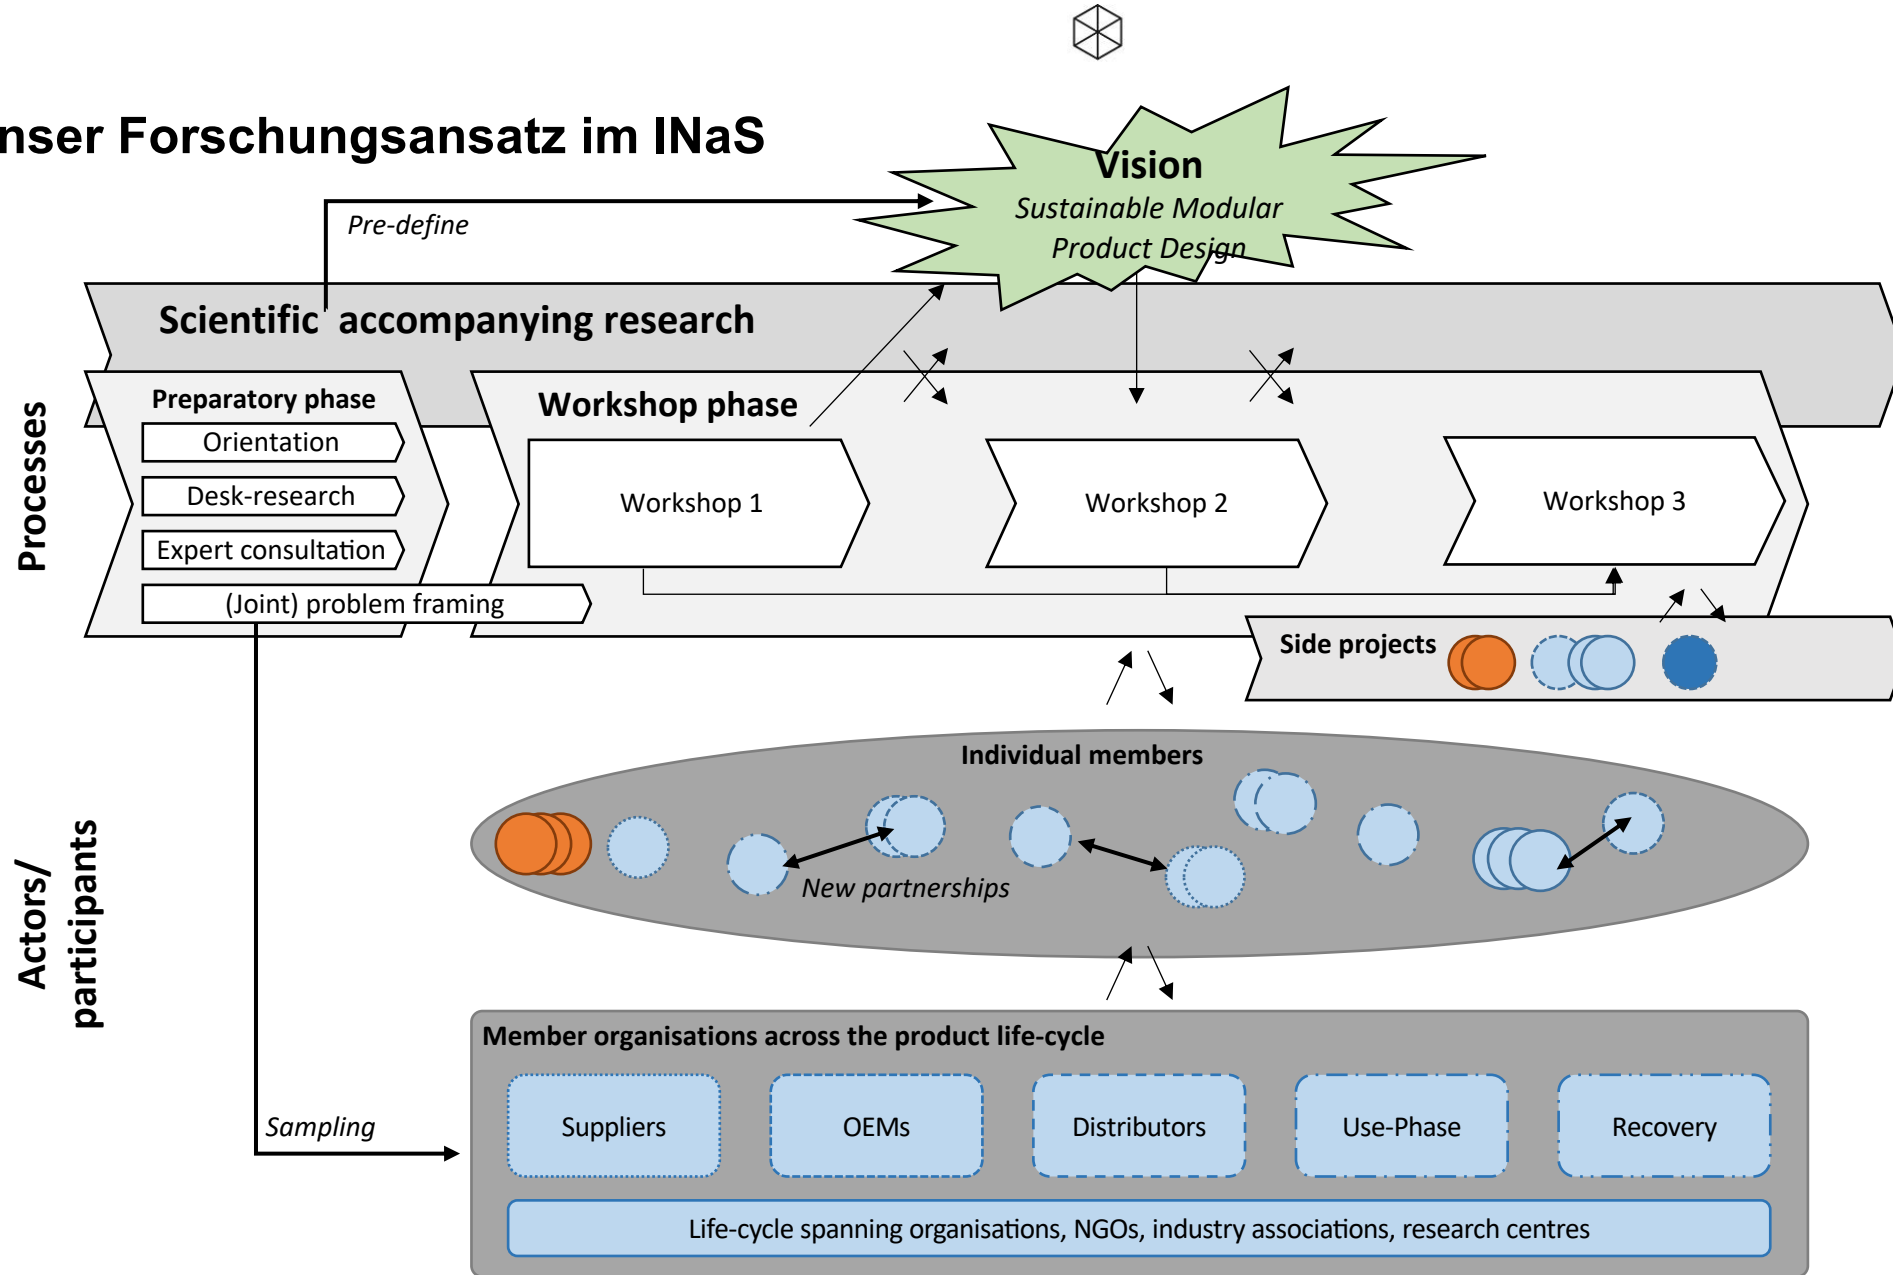 nser Forschungsansatz im INaS
Vision
Sustainable Modular
Product Design
Pre-define
Scientific accompanying research
Processes
Preparatory phase
Orientation
Desk-research
Expert consultation
(Joint) problem framing
Workshop phase
Workshop 1
Workshop 2
Workshop 3
Side projects
Actors/
participants
Individual members
New partnerships
Sampling
Member organisations across the product life-cycle
Suppliers
OEMs
Distributors
Use-Phase
Recovery
Life-cycle spanning organisations, NGOs, industry associations, research centres